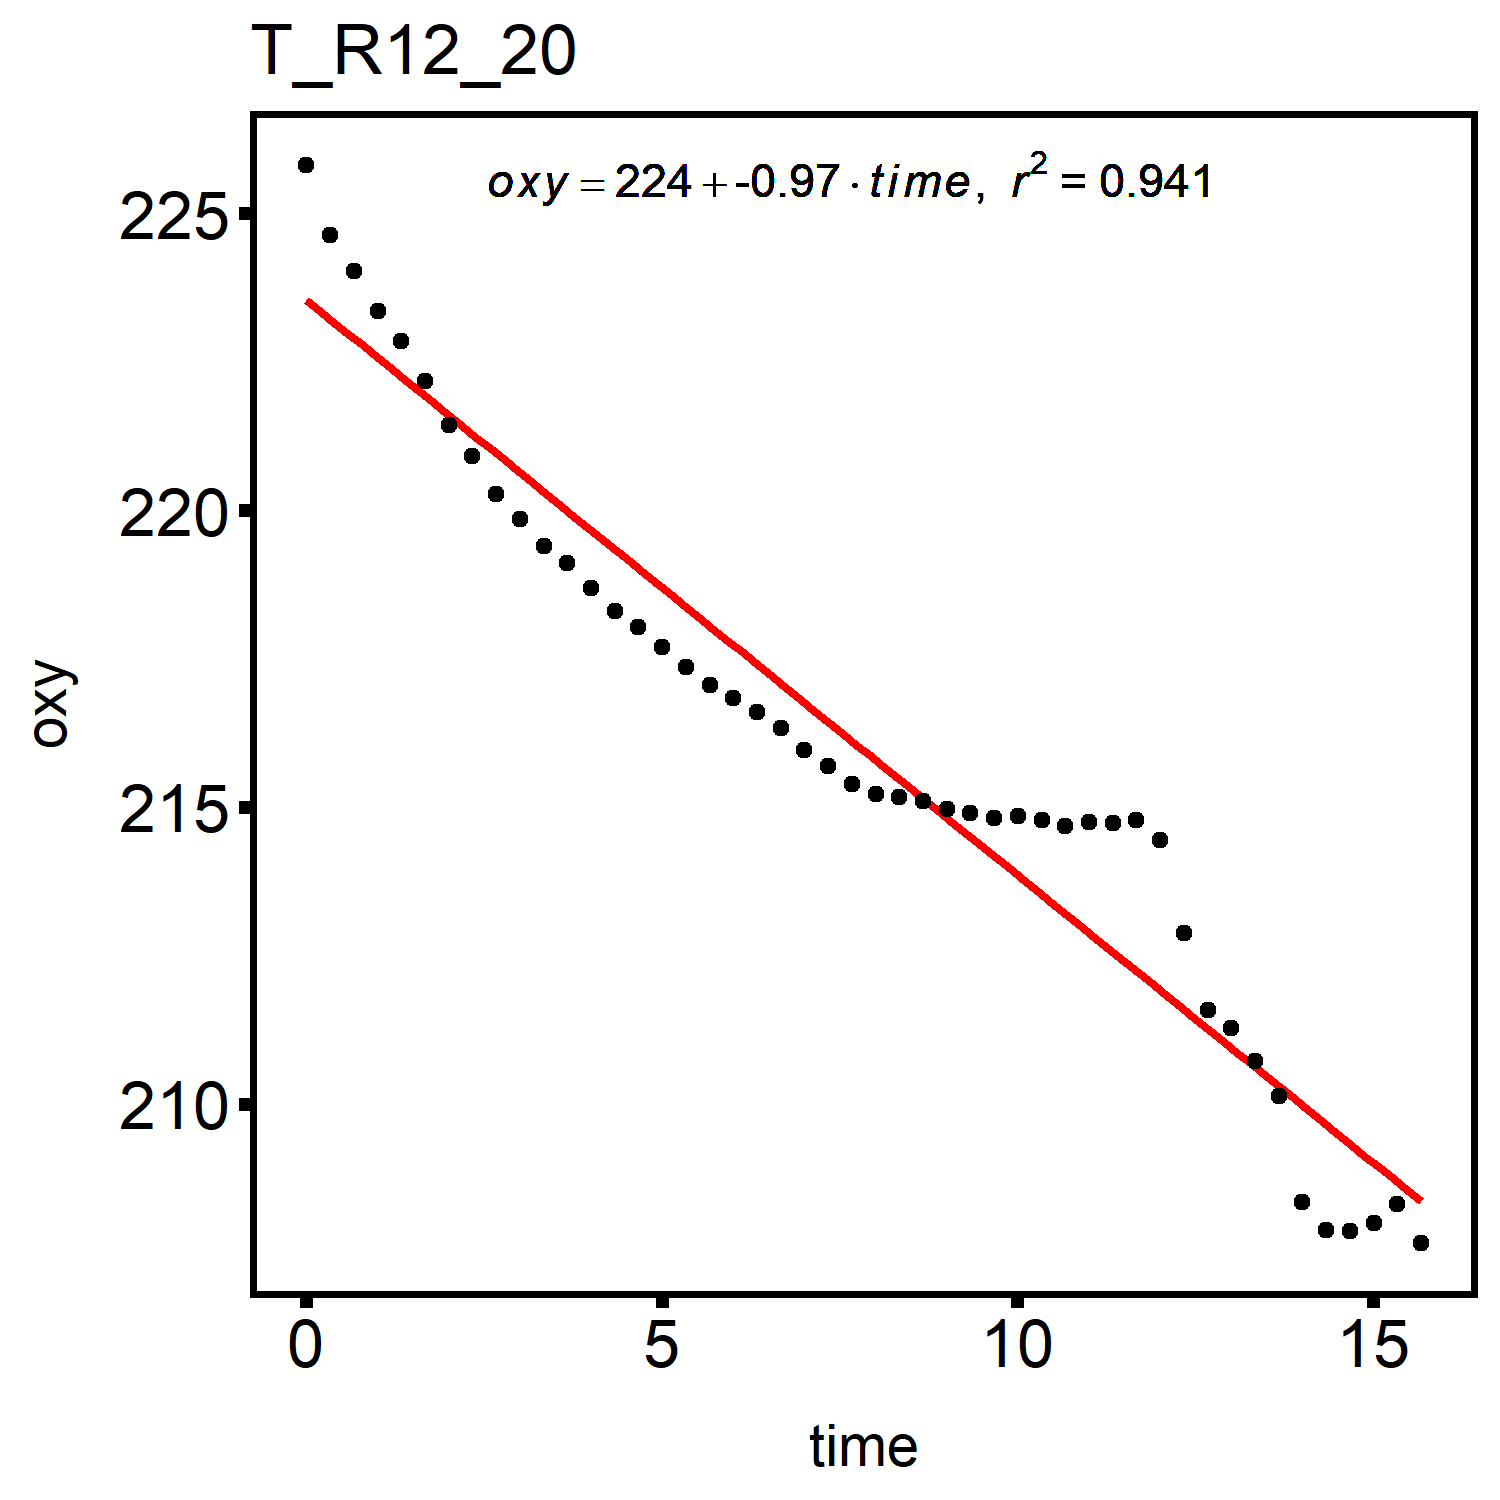 T_R12_20
oxy = 224 + -0.97 · time, r² = 0.941
225
220
215
210
oxy
0 5 10 15
time